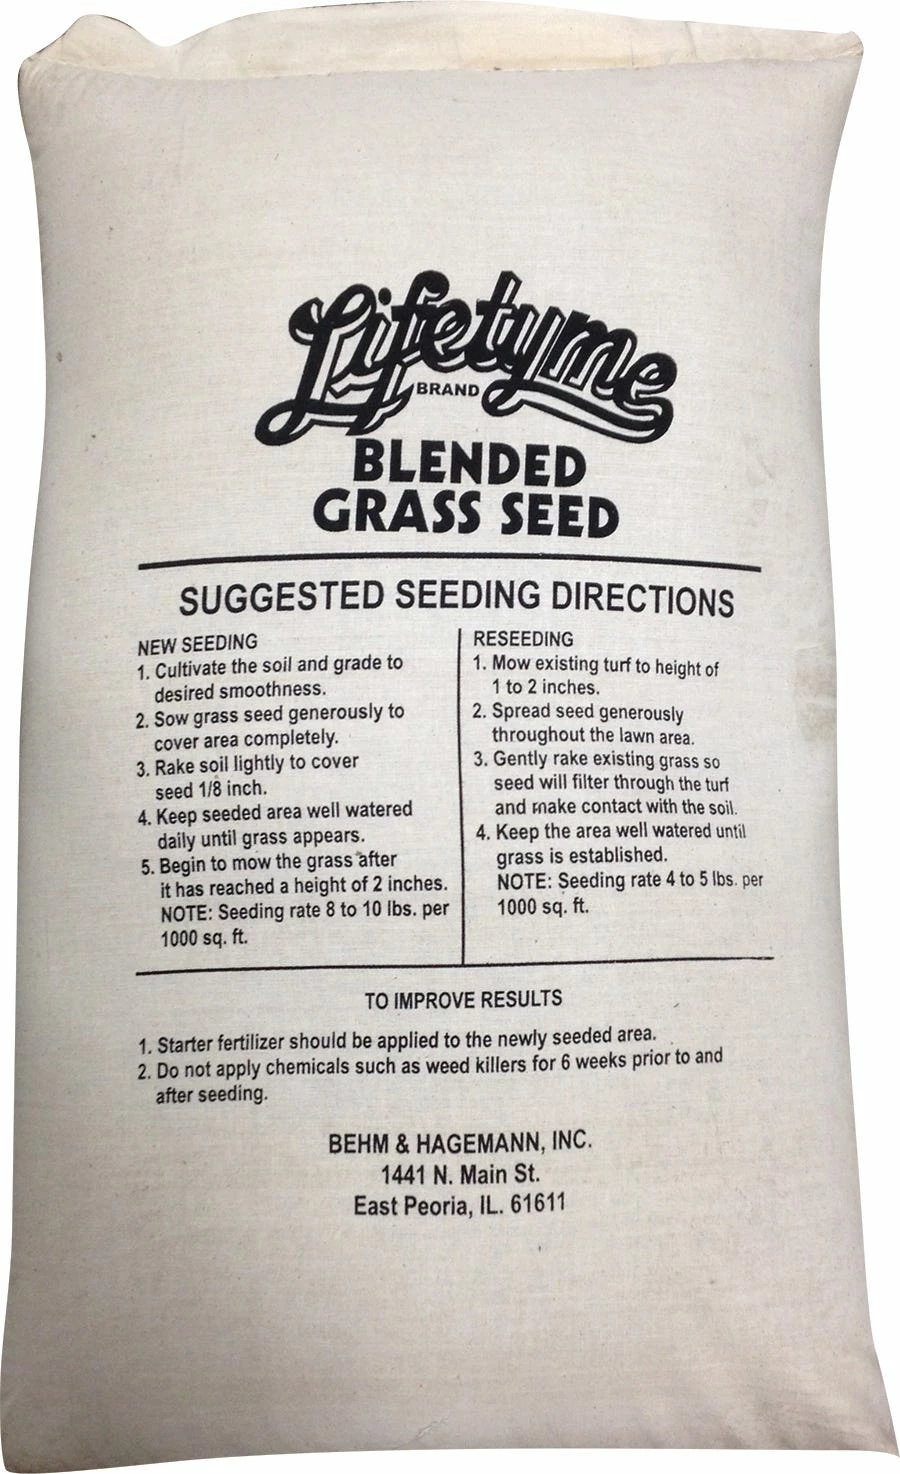 Lifetyme
BRAND
BLENDED
GRASS SEED
SUGGESTED SEEDING DIRECTIONS
NEW SEEDING
1. Cultivate the soil and grade to
desired smoothness.
2. Sow grass seed generously to
cover area completely.
3. Rake soil lightly to cover
seed 1/8 inch.
4. Keep seeded area well watered
daily until grass appears.
5. Begin to mow the grass after
it has reached a height of 2 inches.
NOTE: Seeding rate 8 to 10 lbs. per
1000 sq. ft.
RESEEDING
1. Mow existing turf to height of
1 to 2 inches.
2. Spread seed generously
throughout the lawn area.
3. Gently rake existing grass so
seed will filter through the turf
and make contact with the soil.
4. Keep the area well watered until
grass is established.
NOTE: Seeding rate 4 to 5 lbs. per
1000 sq. ft.
TO IMPROVE RESULTS
1. Starter fertilizer should be applied to the newly seeded area.
2. Do not apply chemicals such as weed killers for 6 weeks prior to and
after seeding.
BEHM & HAGEMANN, INC.
1441 N. Main St.
East Peoria, IL. 61611